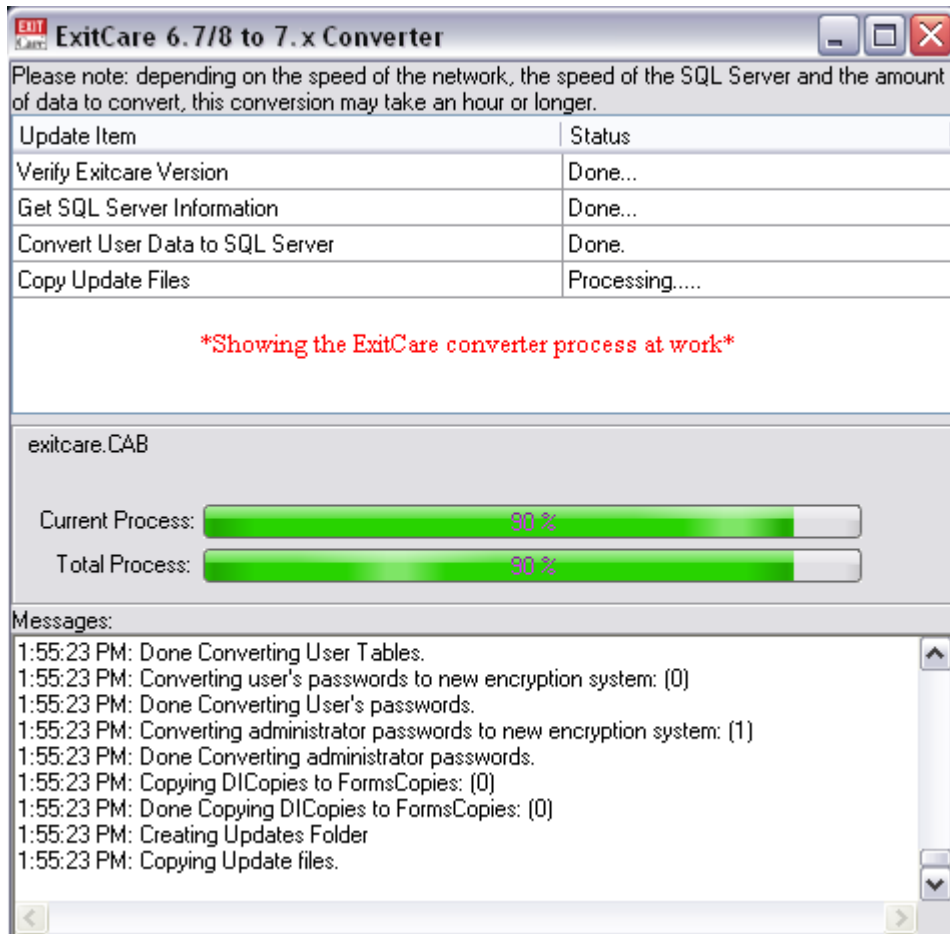 EXIT
Care
ExitCare 6.7/8 to 7.x Converter
Please note: depending on the speed of the network, the speed of the SQL Server and the amount
of data to convert, this conversion may take an hour or longer.
Update Item Status
Verify Exitcare Version Done...
Get SQL Server Information Done...
Convert User Data to SQL Server Done.
Copy Update Files Processing.....
*Showing the ExitCare converter process at work*
exitcare.CAB
Current Process: 90 %
Total Process: 90 %
Messages:
1:55:23 PM: Done Converting User Tables.
1:55:23 PM: Converting user's passwords to new encryption system: (0)
1:55:23 PM: Done Converting User's passwords.
1:55:23 PM: Converting administrator passwords to new encryption system: (1)
1:55:23 PM: Done Converting administrator passwords.
1:55:23 PM: Copying DICopies to FormsCopies: (0)
1:55:23 PM: Done Copying DICopies to FormsCopies: (0)
1:55:23 PM: Creating Updates Folder
1:55:23 PM: Copying Update files.